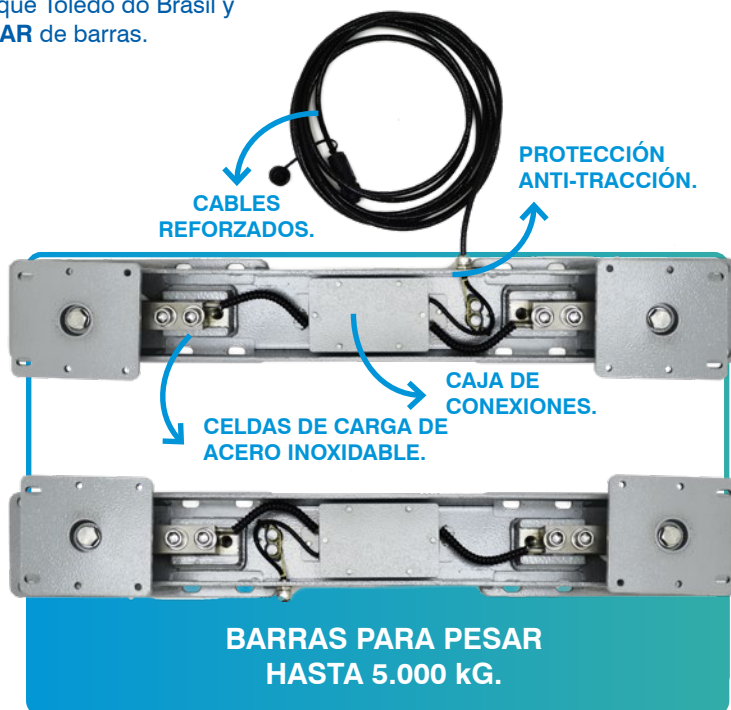 que Toledo do Brasil y
AR de barras.
PROTECCIÓN
ANTI-TRACCIÓN.
CABLES
REFORZADOS.
CAJA DE
CONEXIONES.
CELDAS DE CARGA DE
ACERO INOXIDABLE.
BARRAS PARA PESAR
HASTA 5.000 kG.